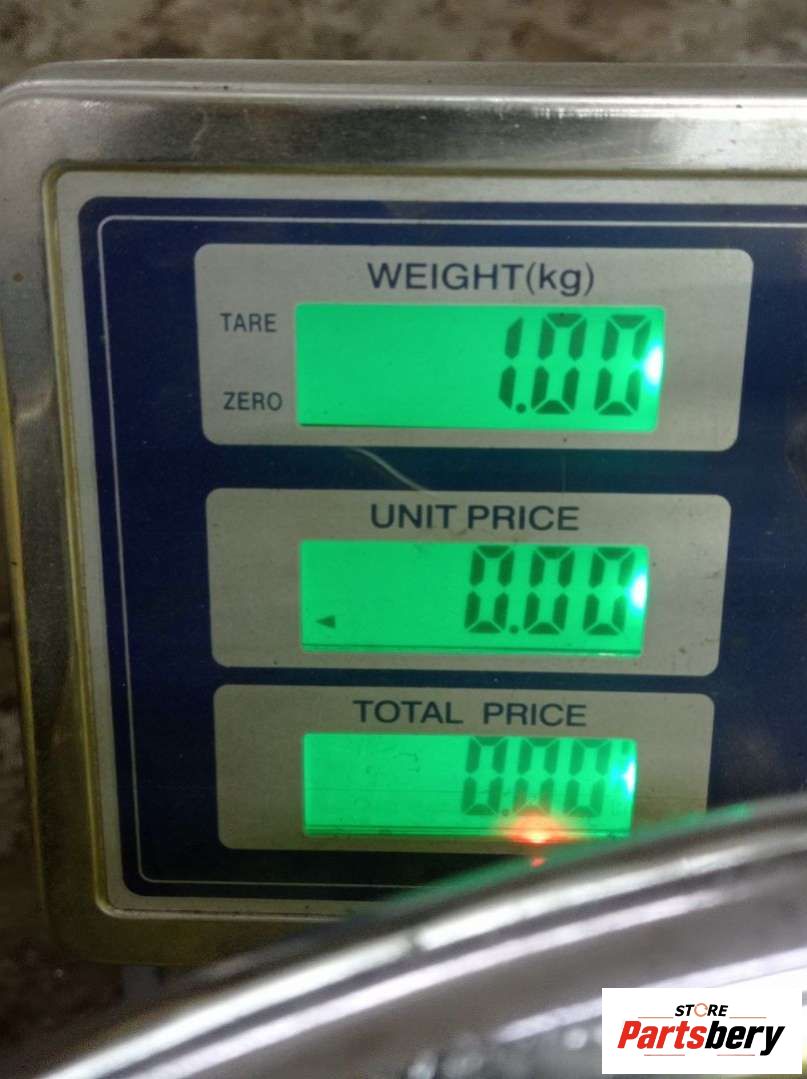 WEIGHT(kg)
TARE
1.00
ZERO
UNIT PRICE
0.00
TOTAL PRICE
0.00
STORE
Partsbery